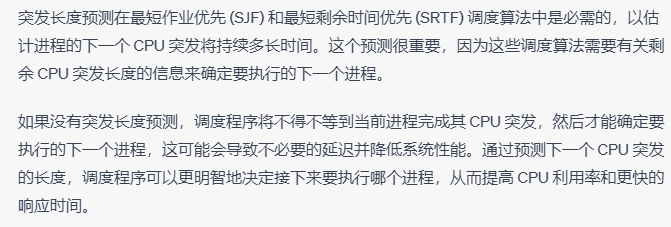 突发长度预测在最短作业优先 (SJF) 和最短剩余时间优先 (SRTF) 调度算法中是必需的，以估
计进程的下一个 CPU 突发将持续多长时间。这个预测很重要，因为这些调度算法需要有关剩
余 CPU 突发长度的信息来确定要执行的下一个进程。
如果没有突发长度预测，调度程序将不得不等到当前进程完成其 CPU 突发，然后才能确定要
执行的下一个进程，这可能会导致不必要的延迟并降低系统性能。通过预测下一个 CPU 突发
的长度，调度程序可以更明智地决定接下来要执行哪个进程，从而提高 CPU 利用率和更快的
响应时间。